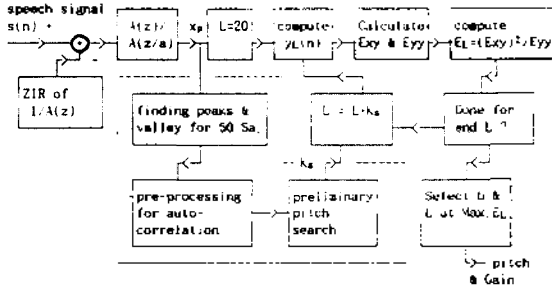 speech signal
s(n) +
ZIR of
1/A(z)
A(z)/
A(z/a)
xp
L=20
compute
yL(n)
Calculate
Exy & Eyy
compute
EL=(Exy)²/Eyy
finding peaks &
valley for 50 Sa.
L = L+ks
Done for
end L ?
ks
pre-processing
for auto-
correlation
preliminary
pitch
search
Select &
L at Max.EL
pitch
& Gain